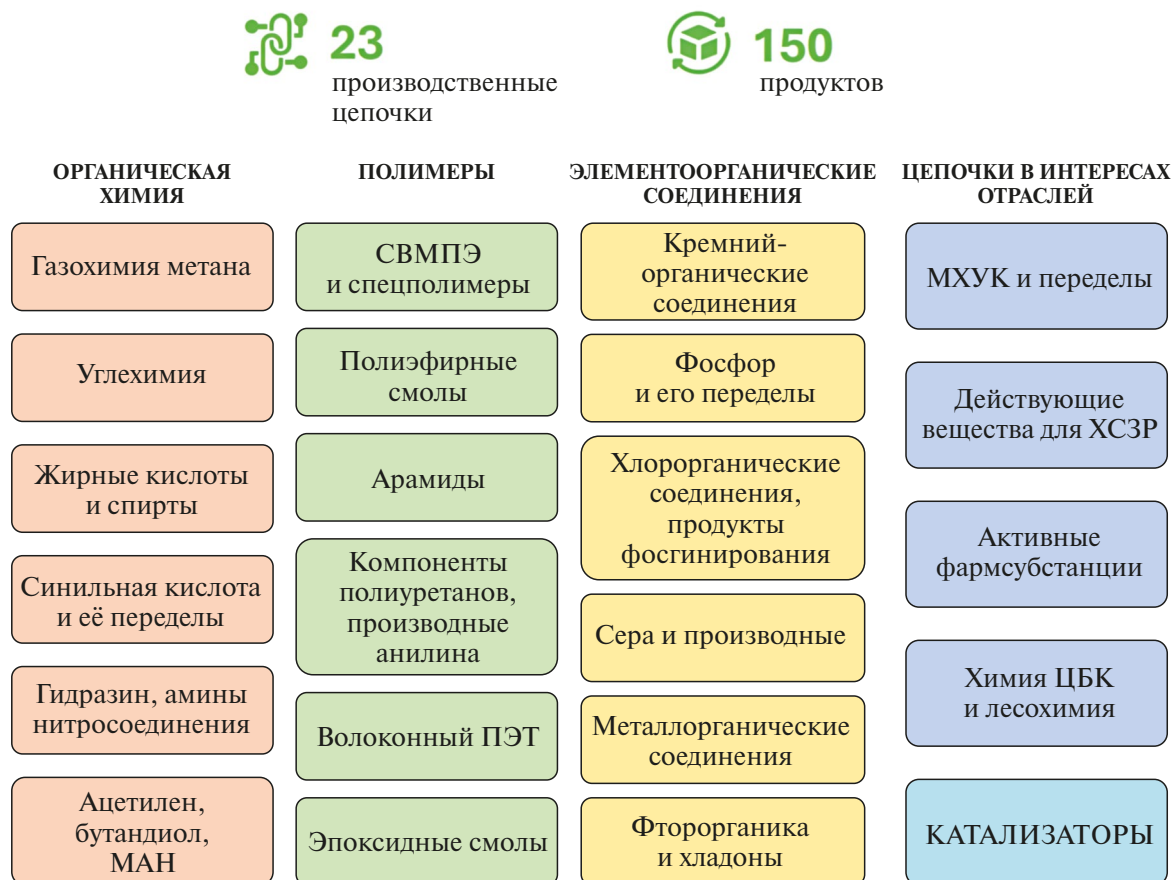 23
производственные
цепочки
150
продуктов
ОРГАНИЧЕСКАЯ
ХИМИЯ
Газохимия метана
Углехимия
Жирные кислоты
и спирты
Синильная кислота
и её переделы
Гидразин, амины
нитросоединения
Ацетилен,
бутандиол,
МАН
ПОЛИМЕРЫ
СВМПЭ
и спецполимеры
Полиэфирные
смолы
Арамиды
Компоненты
полиуретанов,
производные
анилина
Волоконный ПЭТ
Эпоксидные смолы
ЭЛЕМЕНТООРГАНИЧЕСКИЕ
СОЕДИНЕНИЯ
Кремний-
органические
соединения
Фосфор
и его переделы
Хлорорганические
соединения,
продукты
фосгинирования
Сера и производные
Металлорганические
соединения
Фторорганика
и хладоны
ЦЕПОЧКИ В ИНТЕРЕСАХ
ОТРАСЛЕЙ
МХУК и переделы
Действующие
вещества для ХСЗР
Активные
фармсубстанции
Химия ЦБК
и лесохимия
КАТАЛИЗАТОРЫ